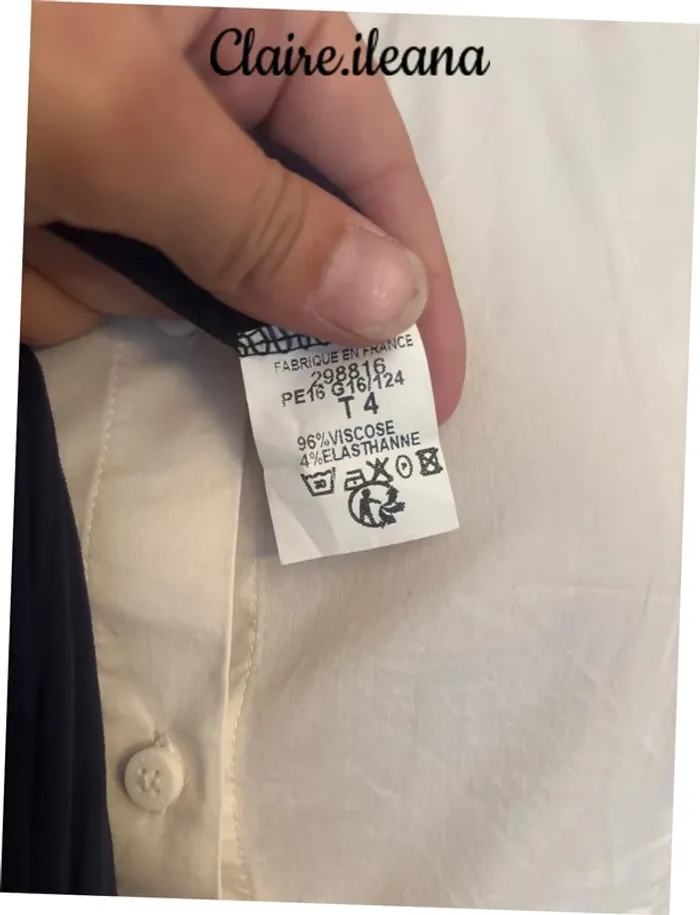 Claire.ileana
FABRIQUE EN FRANCE
298816
PE16 G16/124
T 4
96%VISCOSE
4%ELASTHANNE